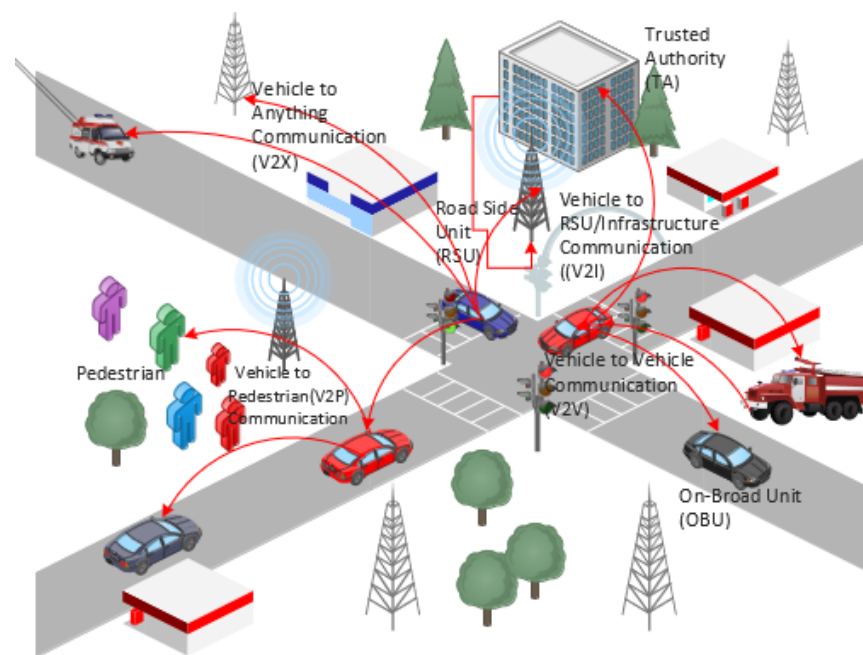 Trusted
Authority
(TA)
Vehicle to
Anything
Communication
(V2X)
Road Side
Unit
(RSU)
Vehicle to
RSU/Infrastructure
Communication
((V2I)
Pedestrian
Vehicle to
Pedestrian(V2P)
Communication
Vehicle to Vehicle
Communication
(V2V)
On-Broad Unit
(OBU)